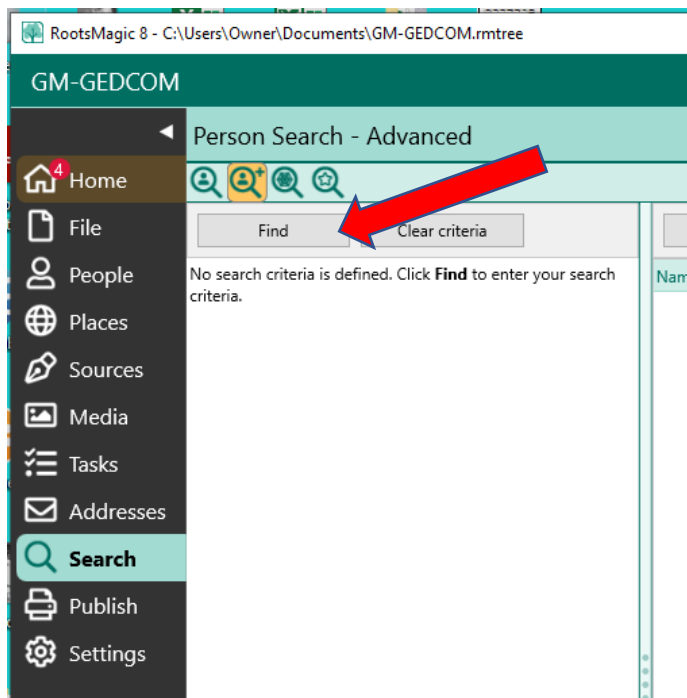 RootsMagic 8 - C:\Users\Owner\Documents\GM-GEDCOM.rmtree
GM-GEDCOM
Person Search - Advanced
4
Home
File
People
Places
Sources
Media
Tasks
Addresses
Search
Publish
Settings
Find
Clear criteria
No search criteria is defined. Click Find to enter your search
criteria.